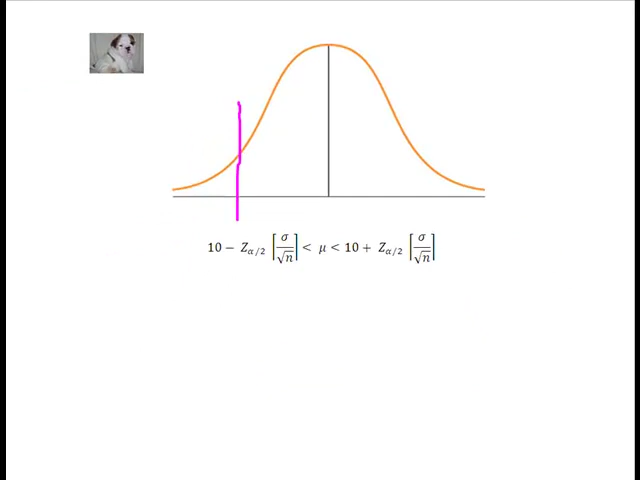 10 − Z_{α/2} [σ/√n] < μ < 10 + Z_{α/2} [σ/√n]